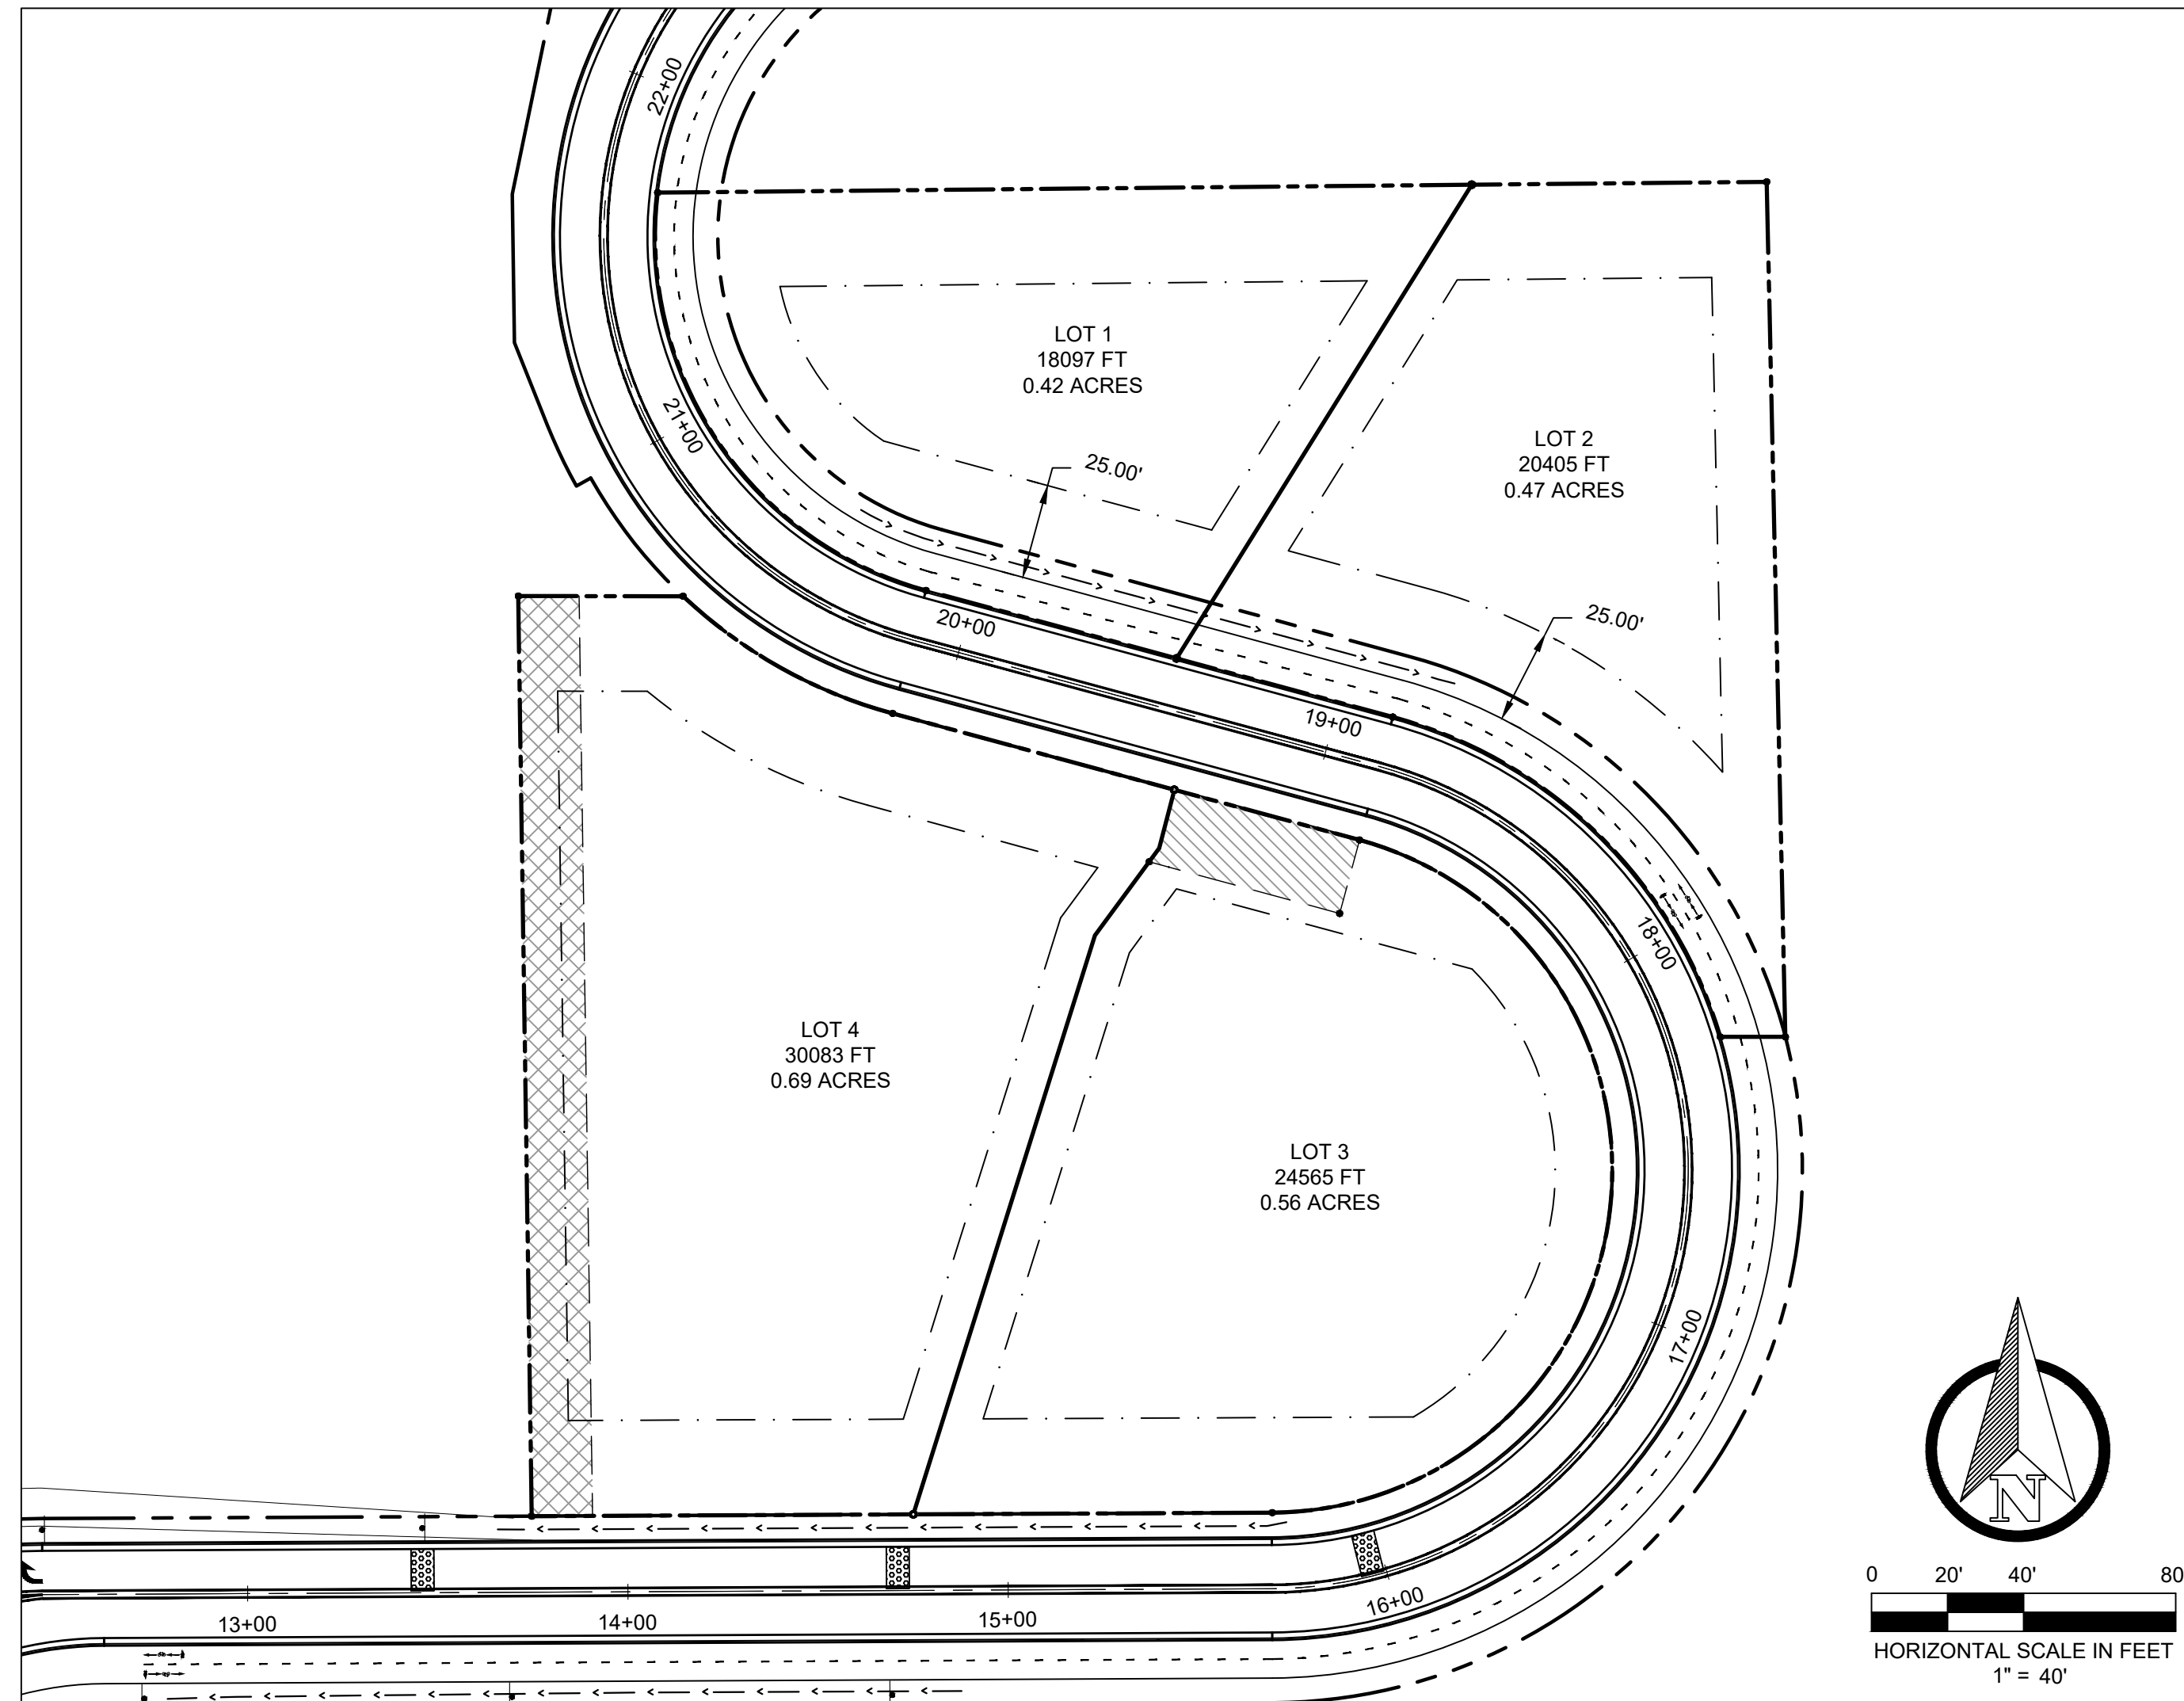 22+00
LOT 1
18097 FT
0.42 ACRES
21+00
25.00'
LOT 2
20405 FT
0.47 ACRES
20+00
25.00'
19+00
18+00
LOT 4
30083 FT
0.69 ACRES
LOT 3
24565 FT
0.56 ACRES
17+00
N
16+00
13+00
14+00
15+00
0 20' 40' 80
HORIZONTAL SCALE IN FEET
1" = 40'